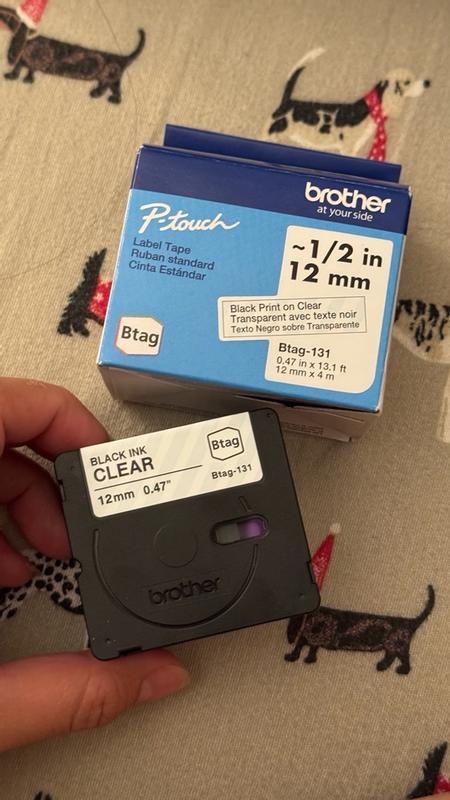 brother
at your side
P-touch
Label Tape
Ruban standard
Cinta Estándar
~1/2 in
12 mm
Black Print on Clear
Transparent avec texte noir
Texto Negro sobre Transparente
Btag
Btag-131
0.47 in x 13.1 ft
12 mm x 4 m
BLACK INK
CLEAR
12mm 0.47"
Btag
Btag-131
brother